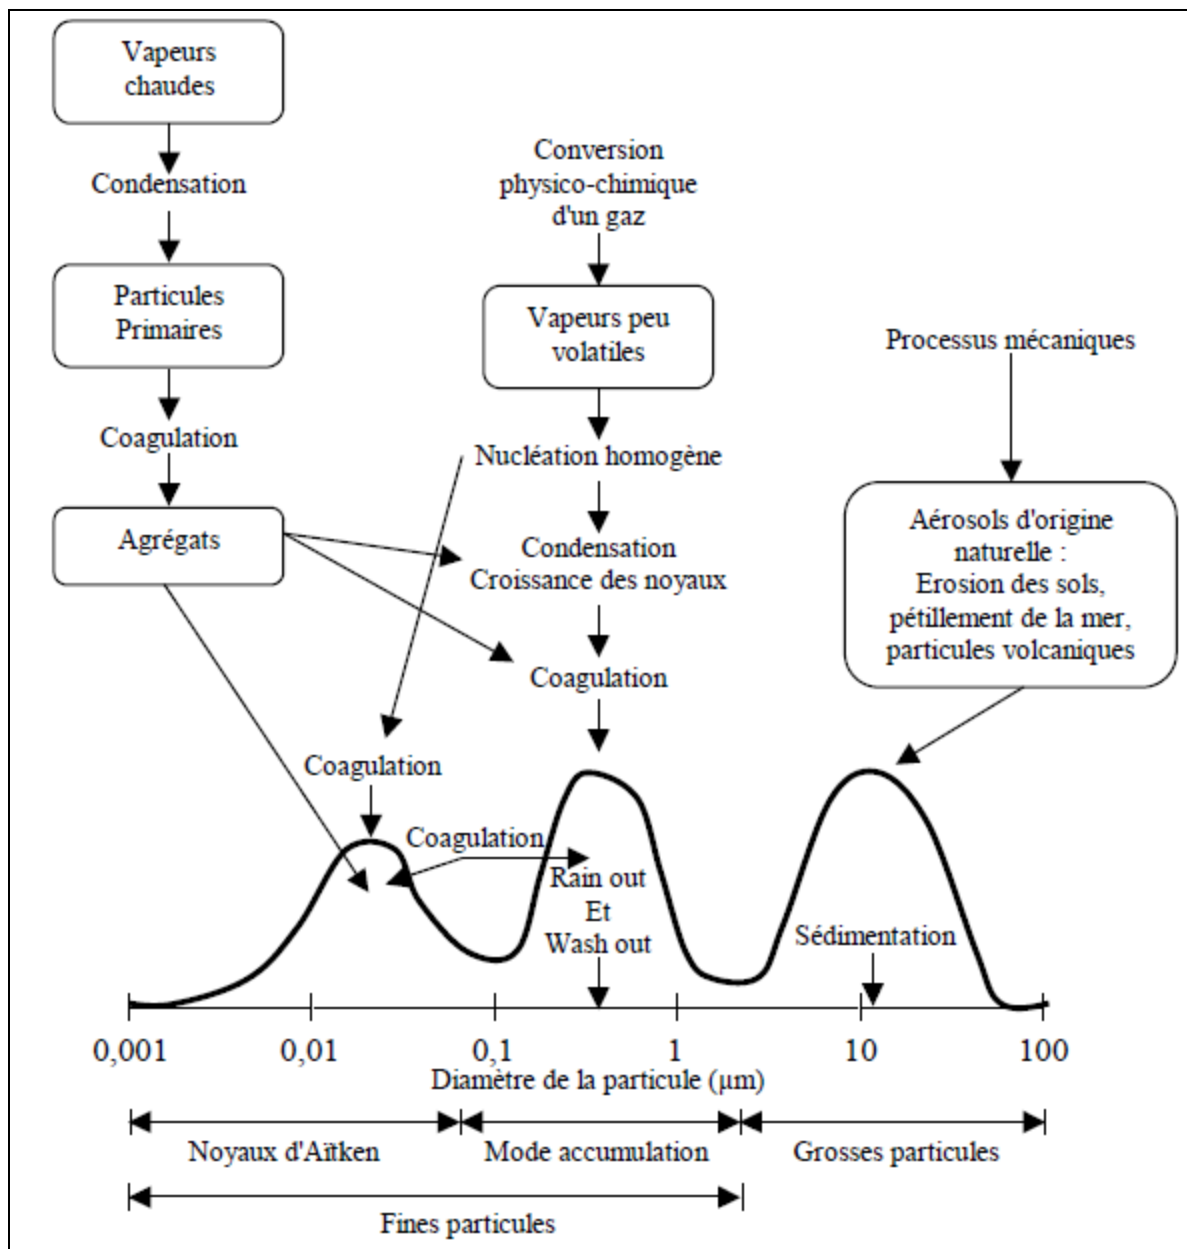 Vapeurs
chaudes
Condensation
Particules
Primaires
Coagulation
Agrégats
Conversion
physico-chimique
d'un gaz
Vapeurs peu
volatiles
Nucléation homogène
Condensation
Croissance des noyaux
Coagulation
Processus mécaniques
Aérosols d'origine
naturelle :
Erosion des sols,
pétillement de la mer,
particules volcaniques
Coagulation
Coagulation
Rain out
Et
Wash out
Sédimentation
0,001 0,01 0,1 1 10 100
Diamètre de la particule (µm)
Noyaux d'Aïtken Mode accumulation Grosses particules
Fines particules